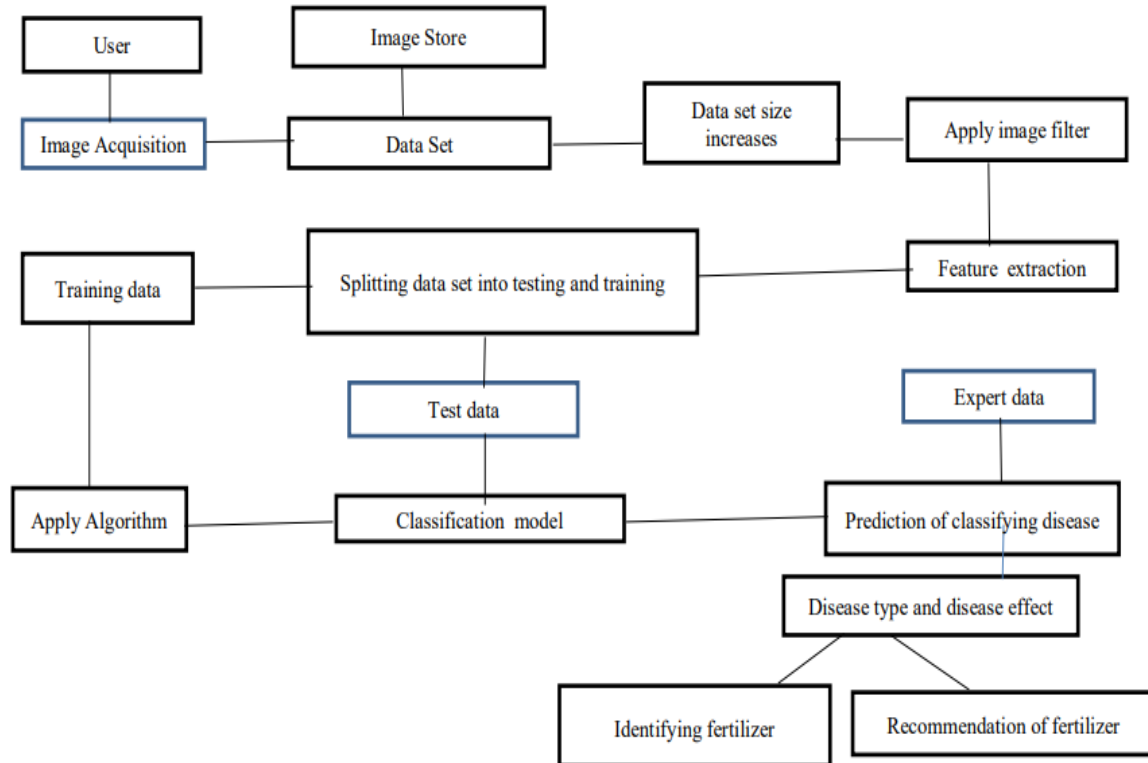 User
Image Store
Image Acquisition
Data Set
Data set size
increases
Apply image filter
Training data
Splitting data set into testing and training
Feature extraction
Test data
Expert data
Apply Algorithm
Classification model
Prediction of classifying disease
Disease type and disease effect
Identifying fertilizer
Recommendation of fertilizer